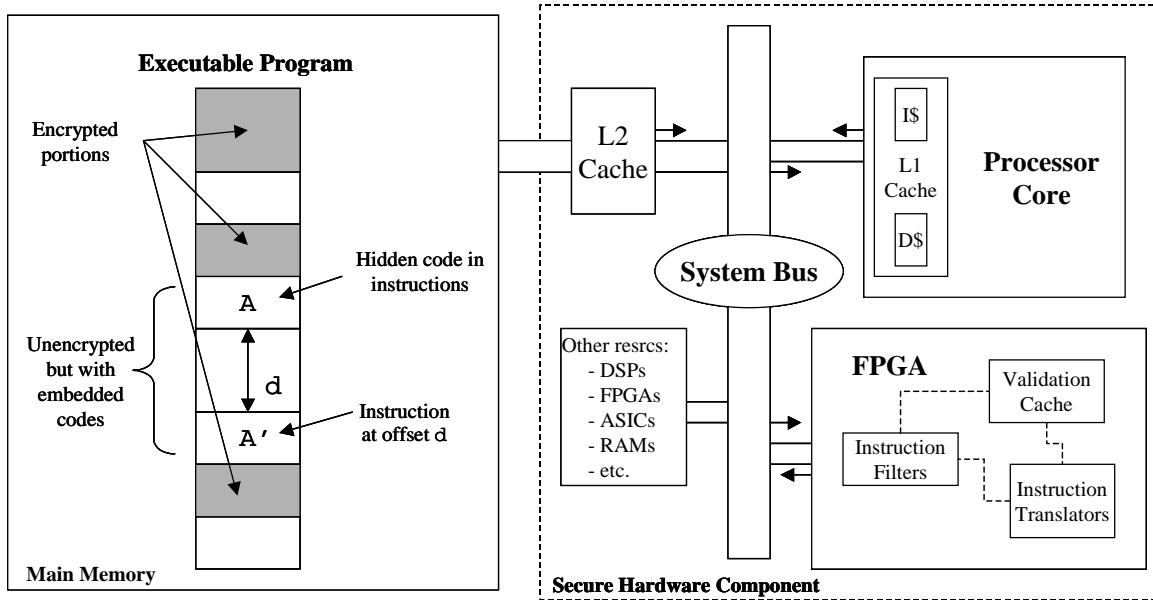 Executable Program
Encrypted
portions
Hidden code in
instructions
A
Unencrypted
but with
embedded
codes
d
A'
Instruction
at offset d
Main Memory
L2
Cache
I$
L1
Cache
D$
Processor
Core
System Bus
Other resrcs:
- DSPs
- FPGAs
- ASICs
- RAMs
- etc.
FPGA
Validation
Cache
Instruction
Filters
Instruction
Translators
Secure Hardware Component